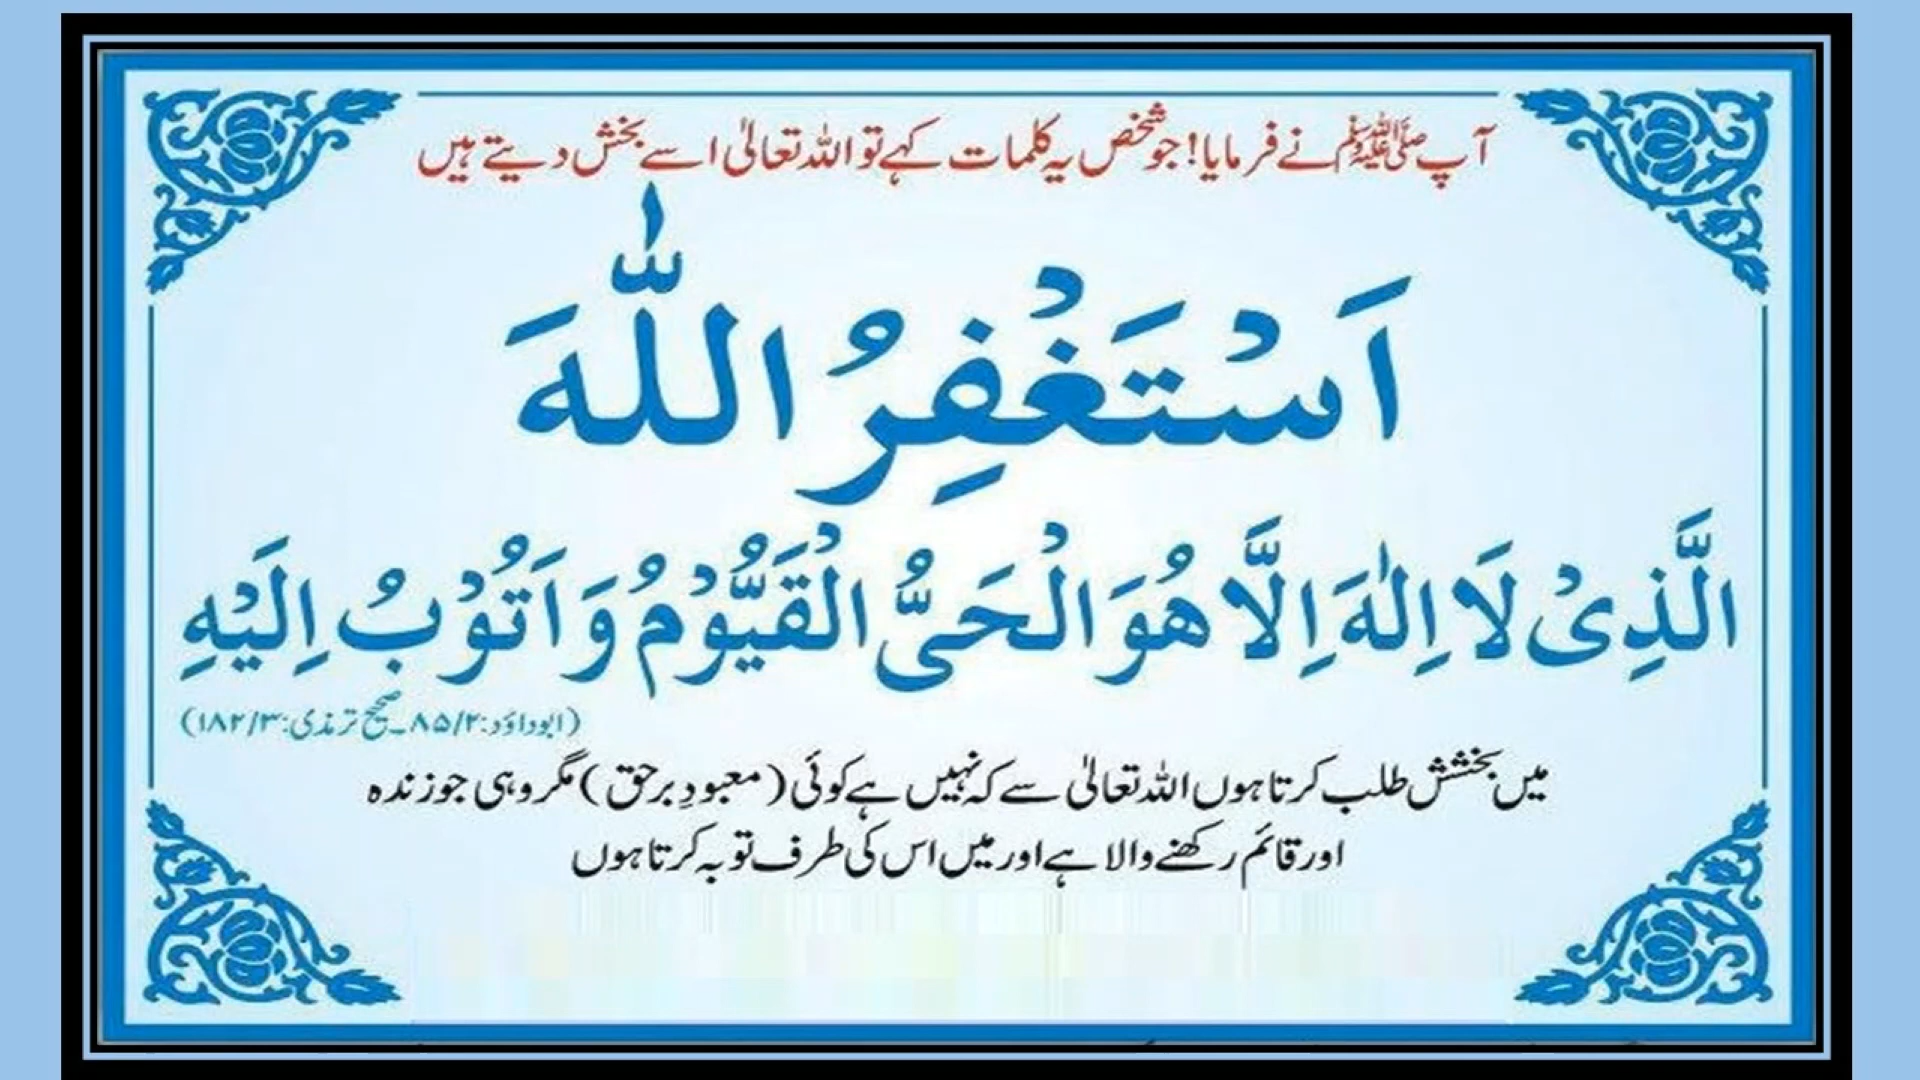 آپ ﷺ نے فرمایا! جو شخص یہ کلمات کہے تو اللہ تعالیٰ اسے بخش دیتے ہیں
اَسْتَغْفِرُ اللّٰهَ
الَّذِیْ لَا اِلٰهَ اِلَّا هُوَ الْحَیُّ الْقَیُّوْمُ وَ اَتُوْبُ اِلَیْهِ
(ابوداؤد: ۸۵/۲ ـ صحیح ترمذی: ۱۸۲/۳)
میں بخشش طلب کرتا ہوں اللہ تعالیٰ سے کہ نہیں ہے کوئی (معبودِ برحق) مگر وہی جو زندہ
اور قائم رکھنے والا ہے اور میں اس کی طرف توبہ کرتا ہوں